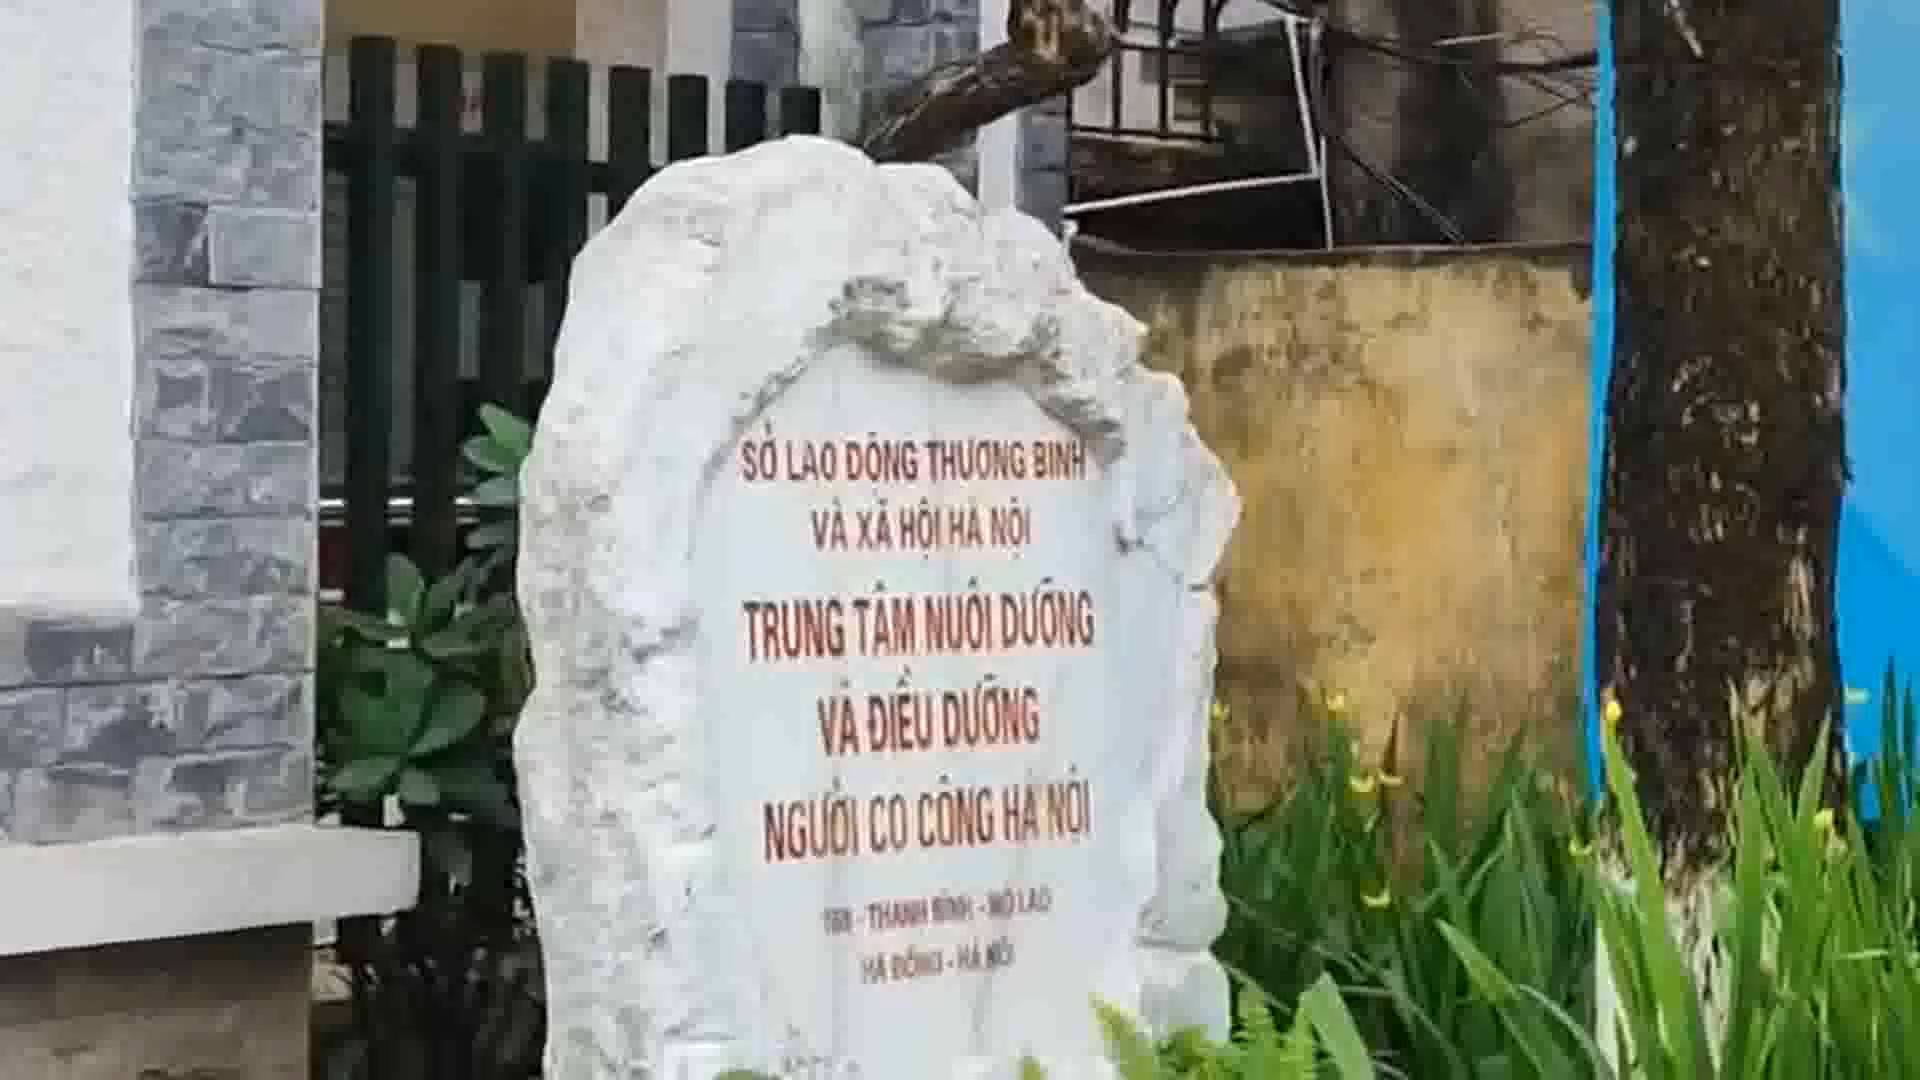 SỞ LAO ĐỘNG THƯƠNG BINH
VÀ XÃ HỘI HÀ NỘI
TRUNG TÂM NUÔI DƯỠNG
VÀ ĐIỀU DƯỠNG
NGƯỜI CÓ CÔNG HÀ NỘI
- THANH BÌNH - MỘ LAO
HÀ ĐÔNG - HÀ NỘI